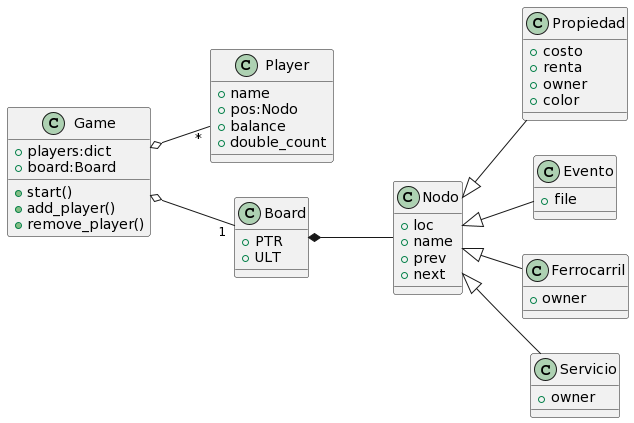 Game
players:dict
board:Board
start()
add_player()
remove_player()
Player
name
pos:Nodo
balance
double_count
*
Board
PTR
ULT
1
Nodo
loc
name
prev
next
Propiedad
costo
renta
owner
color
Evento
file
Ferrocarril
owner
Servicio
owner
C
C
C
C
C
C
C
C